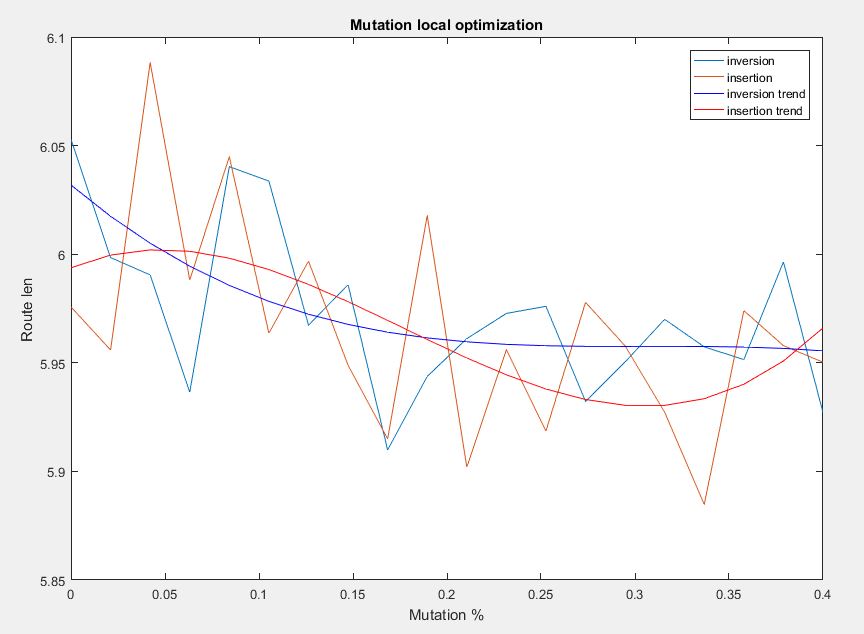 Mutation local optimization
inversion
insertion
inversion trend
insertion trend
6.1
6.05
6
5.95
5.9
5.85
Route len
0 0.05 0.1 0.15 0.2 0.25 0.3 0.35 0.4
Mutation %